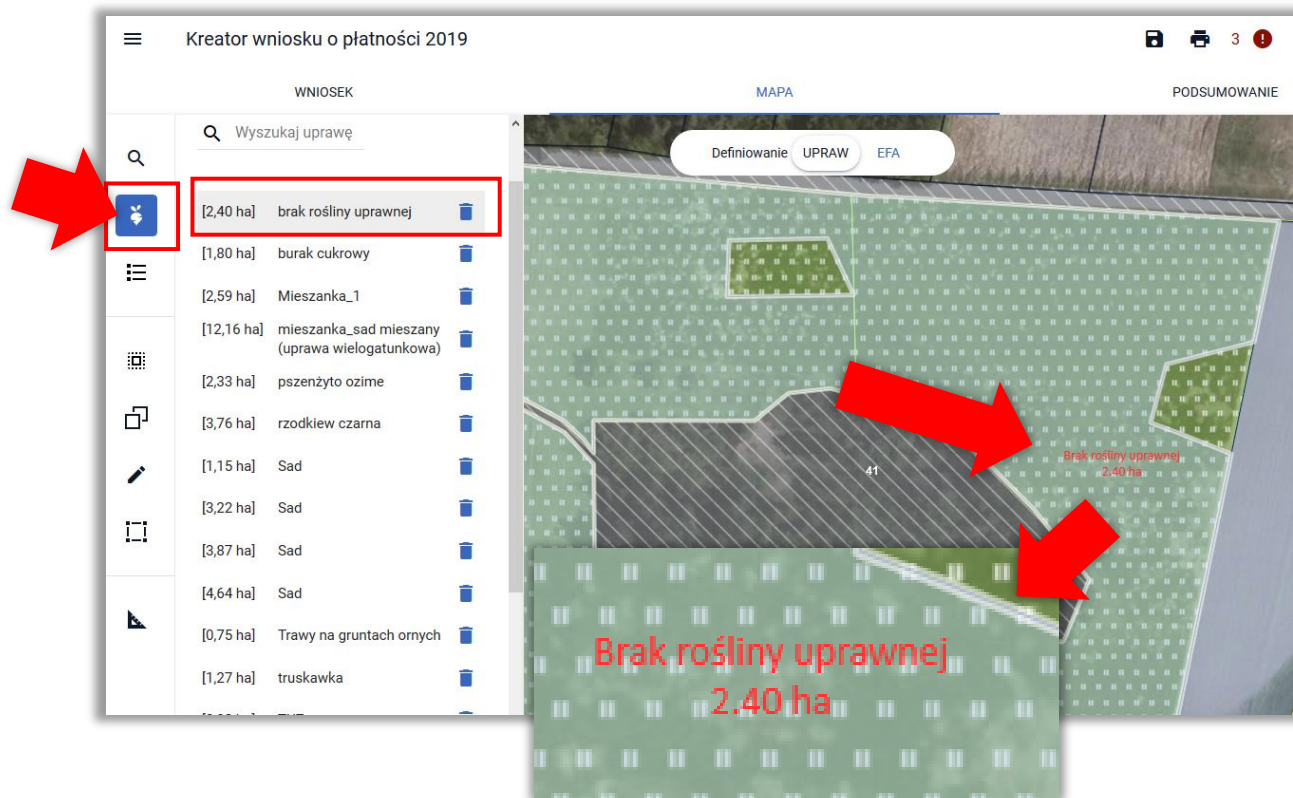 Kreator wniosku o płatności 2019
3
WNIOSEK
MAPA
PODSUMOWANIE
Wyszukaj uprawę
Definiowanie UPRAW EFA
[2,40 ha] brak rośliny uprawnej
[1,80 ha] burak cukrowy
[2,59 ha] Mieszanka_1
[12,16 ha] mieszanka_sad mieszany
(uprawa wielogatunkowa)
[2,33 ha] pszenżyto ozime
[3,76 ha] rzodkiew czarna
[1,15 ha] Sad
[3,22 ha] Sad
[3,87 ha] Sad
[4,64 ha] Sad
[0,75 ha] Trawy na gruntach ornych
[1,27 ha] truskawka
41
Brak rośliny uprawnej
2.40 ha
Brak rośliny uprawnej
2.40 ha